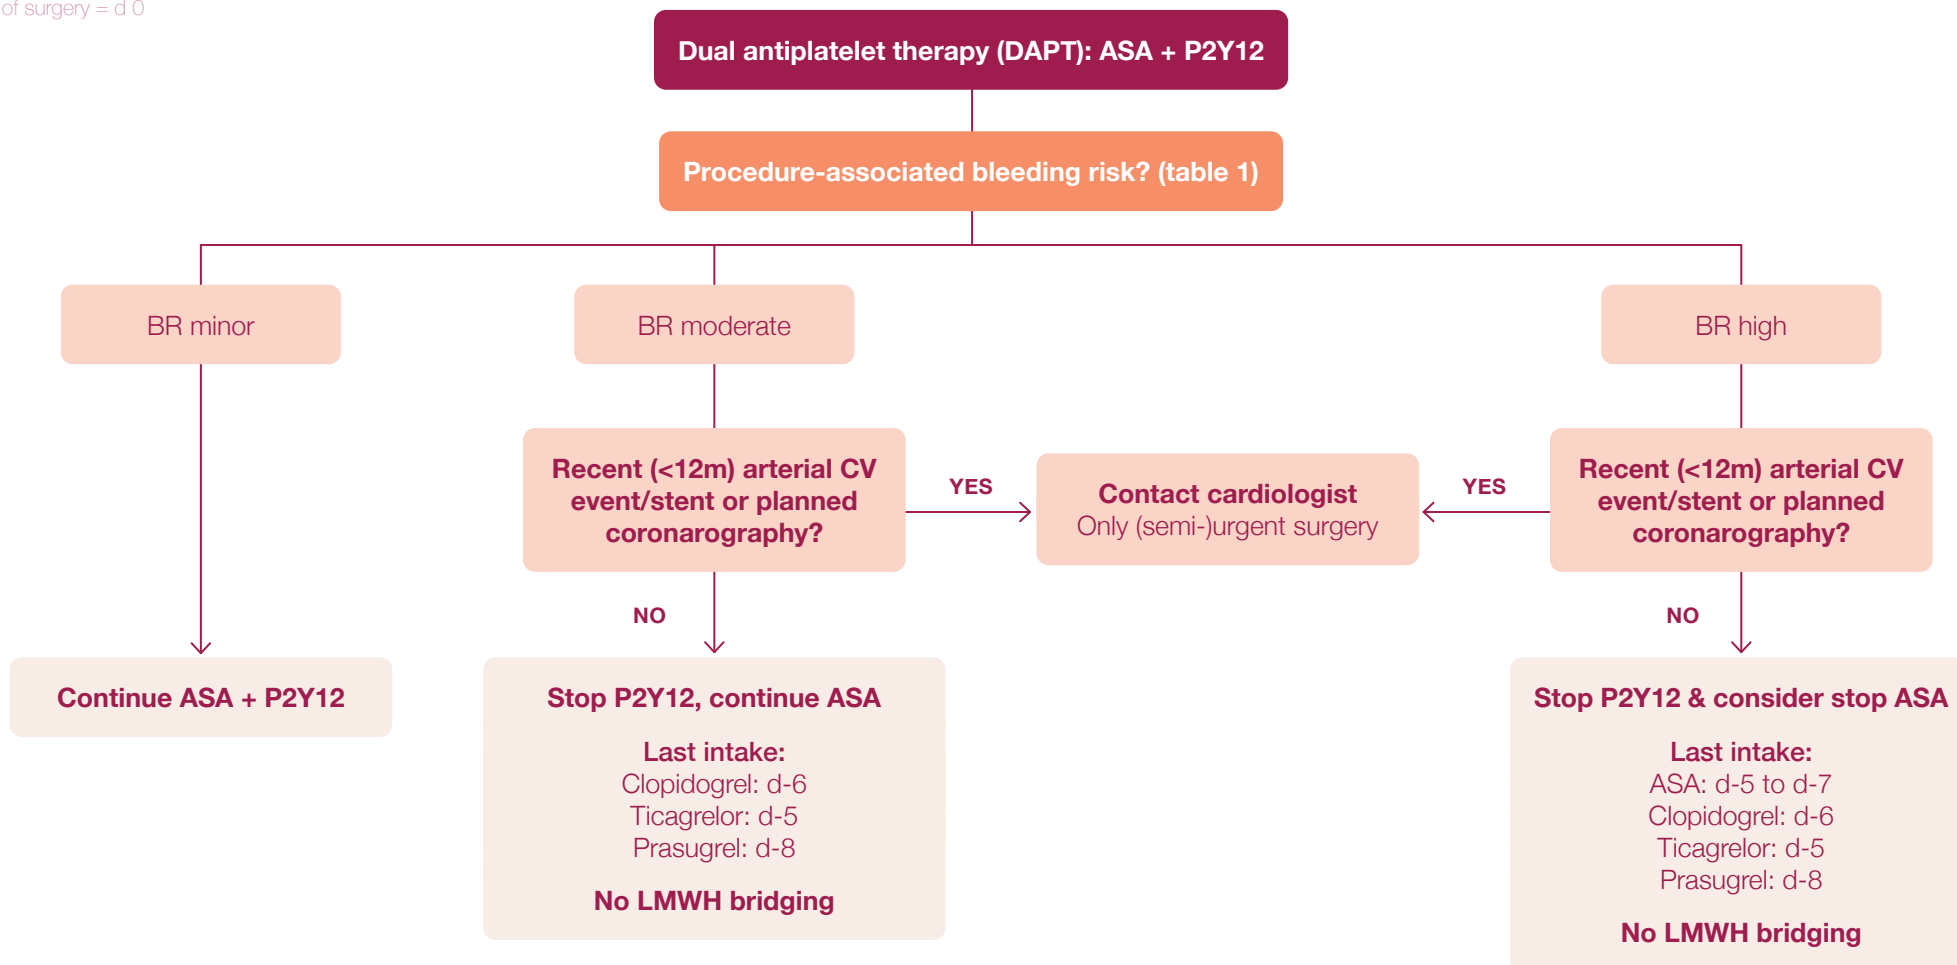 of surgery = d 0
Dual antiplatelet therapy (DAPT): ASA + P2Y12
Procedure-associated bleeding risk? (table 1)
BR minor
BR moderate
BR high
Recent (<12m) arterial CV
event/stent or planned
coronarography?
YES
Contact cardiologist
Only (semi-)urgent surgery
YES
Recent (<12m) arterial CV
event/stent or planned
coronarography?
NO
NO
Continue ASA + P2Y12
Stop P2Y12, continue ASA
Last intake:
Clopidogrel: d-6
Ticagrelor: d-5
Prasugrel: d-8
No LMWH bridging
Stop P2Y12 & consider stop ASA
Last intake:
ASA: d-5 to d-7
Clopidogrel: d-6
Ticagrelor: d-5
Prasugrel: d-8
No LMWH bridging